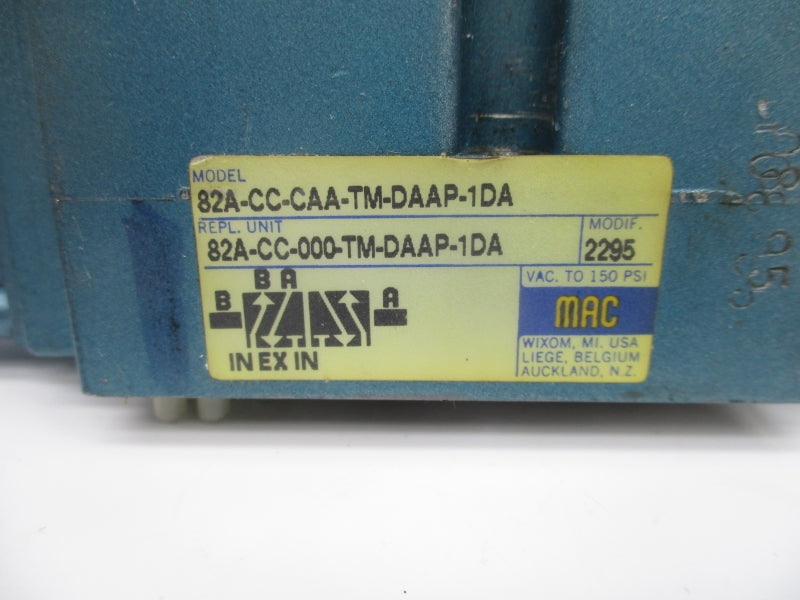 MODEL
82A-CC-CAA-TM-DAAP-1DA
REPL. UNIT MODIF.
82A-CC-000-TM-DAAP-1DA 2295
VAC. TO 150 PSI
B A
B A
MAC
IN EX IN
WIXOM, MI. USA
LIEGE, BELGIUM
AUCKLAND, N.Z.